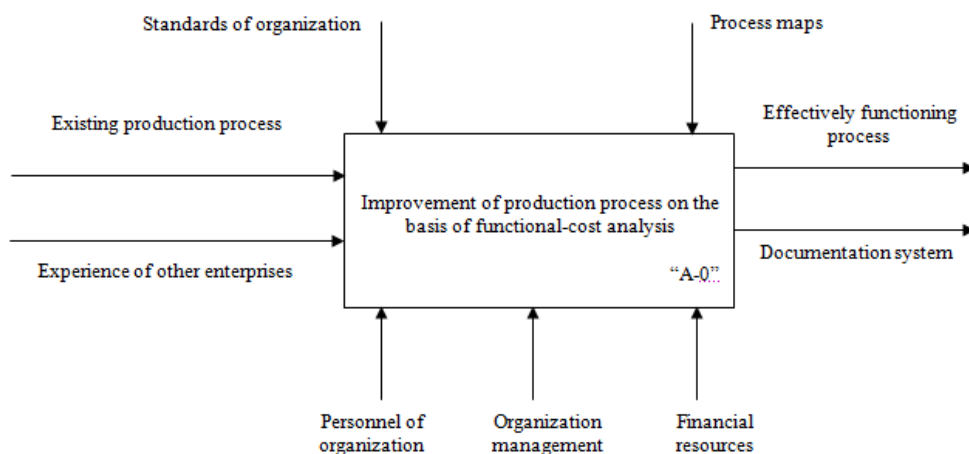 Standards of organization
Process maps
Existing production process
Effectively functioning
process
Improvement of production process on the
basis of functional-cost analysis
“A-0”
Experience of other enterprises
Documentation system
Personnel of
organization
Organization
management
Financial
resources